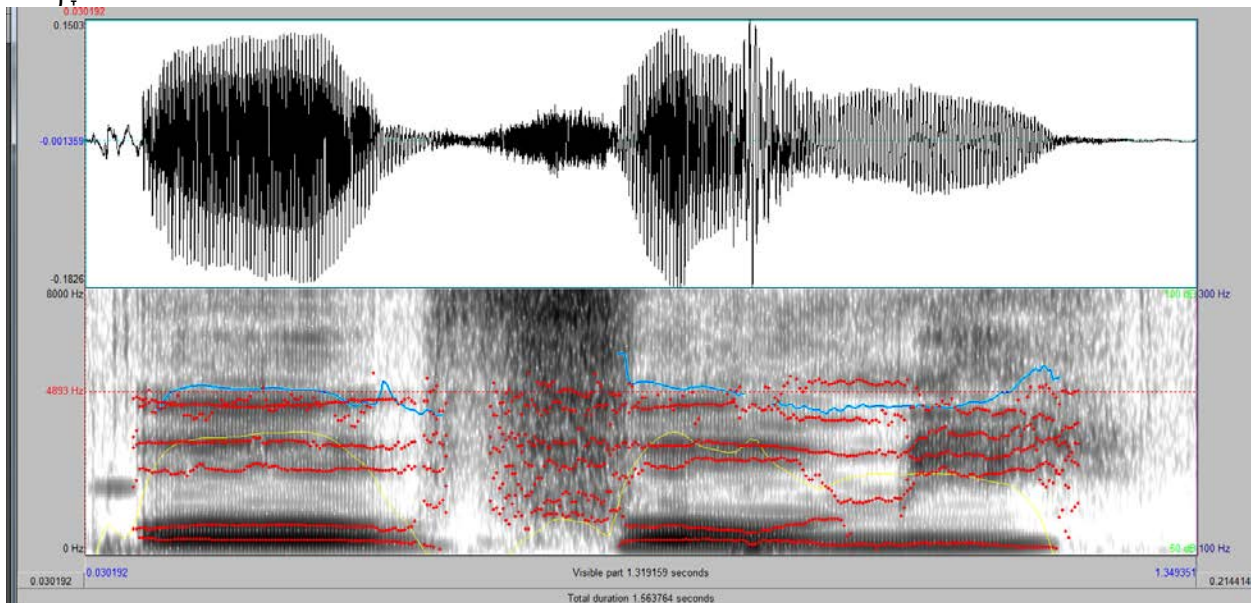 0.030192
0.1503
-0.001359
-0.1826
8000 Hz
100 dB
300 Hz
4893 Hz
0 Hz
50 dB
100 Hz
0.030192
0.030192
Visible part 1.319159 seconds
1.349351
0.214414
Total duration 1.563764 seconds